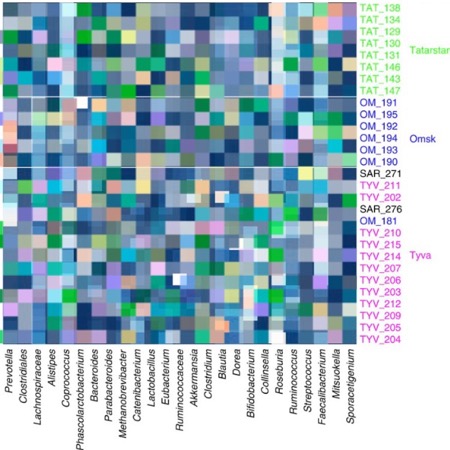 TAT_138
TAT_134
TAT_129
TAT_130
TAT_131
TAT_146
TAT_143
TAT_147
Tatarstar
OM_191
OM_195
OM_192
OM_194
OM_193
OM_190
Omsk
SAR_271
TYV_211
TYV_202
SAR_276
OM_181
TYV_210
TYV_215
TYV_214
TYV_207
TYV_206
TYV_203
TYV_212
TYV_209
TYV_205
TYV_204
Tyva
Prevotella
Clostridiales
Lachnospiraceae
Alistipes
Coprococcus
Phascolarctobacterium
Bacteroides
Parabacteroides
Methanobrevibacter
Catenibacterium
Lactobacillus
Eubacterium
Ruminococcaceae
Akkermansia
Clostridium
Blautia
Dorea
Bifidobacterium
Collinsella
Roseburia
Ruminococcus
Streptococcus
Faecalibacterium
Mitsuokella
Sporacetigenium